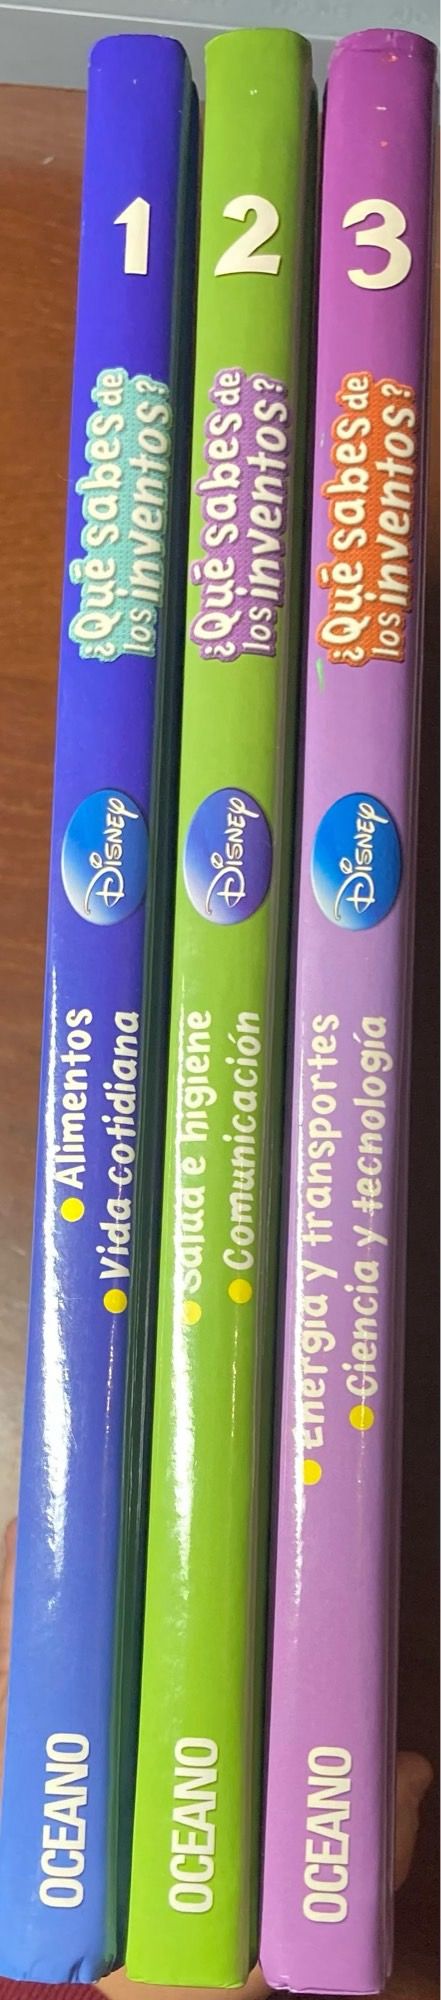 1
¿Qué sabes de
los inventos?
Disney
Alimentos
Vida cotidiana
OCEANO
2
¿Qué sabes de
los inventos?
Disney
Salud e higiene
Comunicación
OCEANO
3
¿Qué sabes de
los inventos?
Disney
Energía y transportes
Ciencia y tecnología
OCEANO